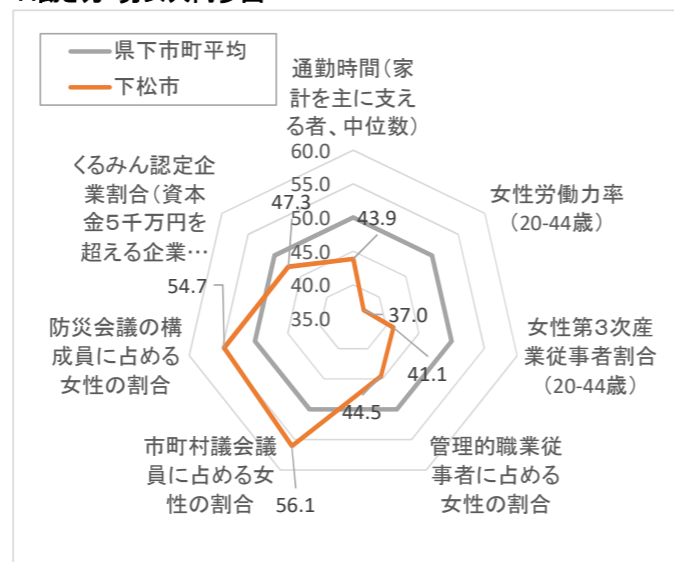 県下市町平均
下松市
通勤時間（家
計を主に支え
る者、中位数）
くるみん認定企
業割合（資本
金５千万円を
超える企業…
女性労働力率
（20-44歳）
女性第３次産
業従事者割合
（20-44歳）
管理的職業従
事者に占める
女性の割合
市町村議会議
員に占める女
性の割合
防災会議の構
成員に占める
女性の割合
60.0
55.0
50.0
45.0
40.0
35.0
43.9
37.0
41.1
44.5
56.1
54.7
47.3